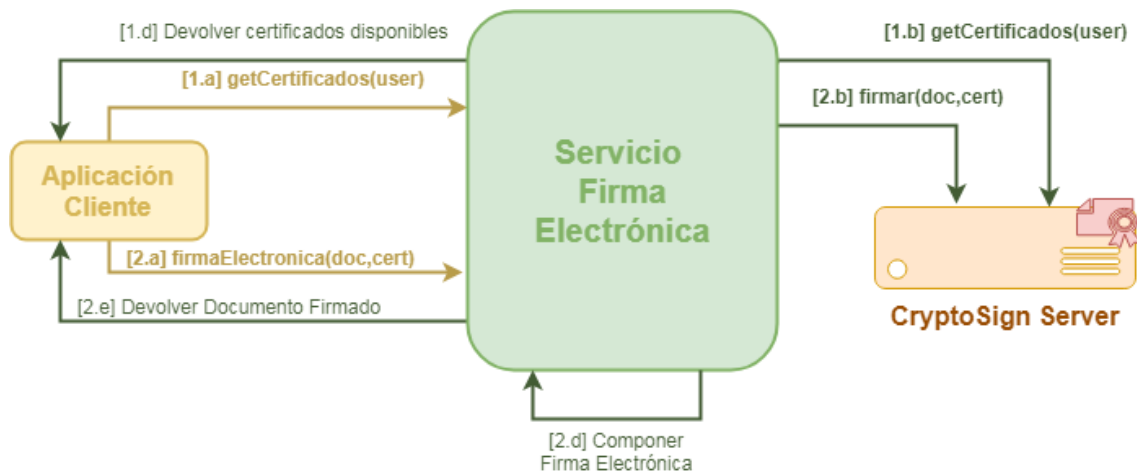 [1.d] Devolver certificados disponibles
[1.b] getCertificados(user)
[1.a] getCertificados(user)
[2.b] firmar(doc,cert)
Aplicación
Cliente
Servicio
Firma
Electrónica
[2.a] firmaElectronica(doc,cert)
[2.e] Devolver Documento Firmado
CryptoSign Server
[2.d] Componer
Firma Electrónica